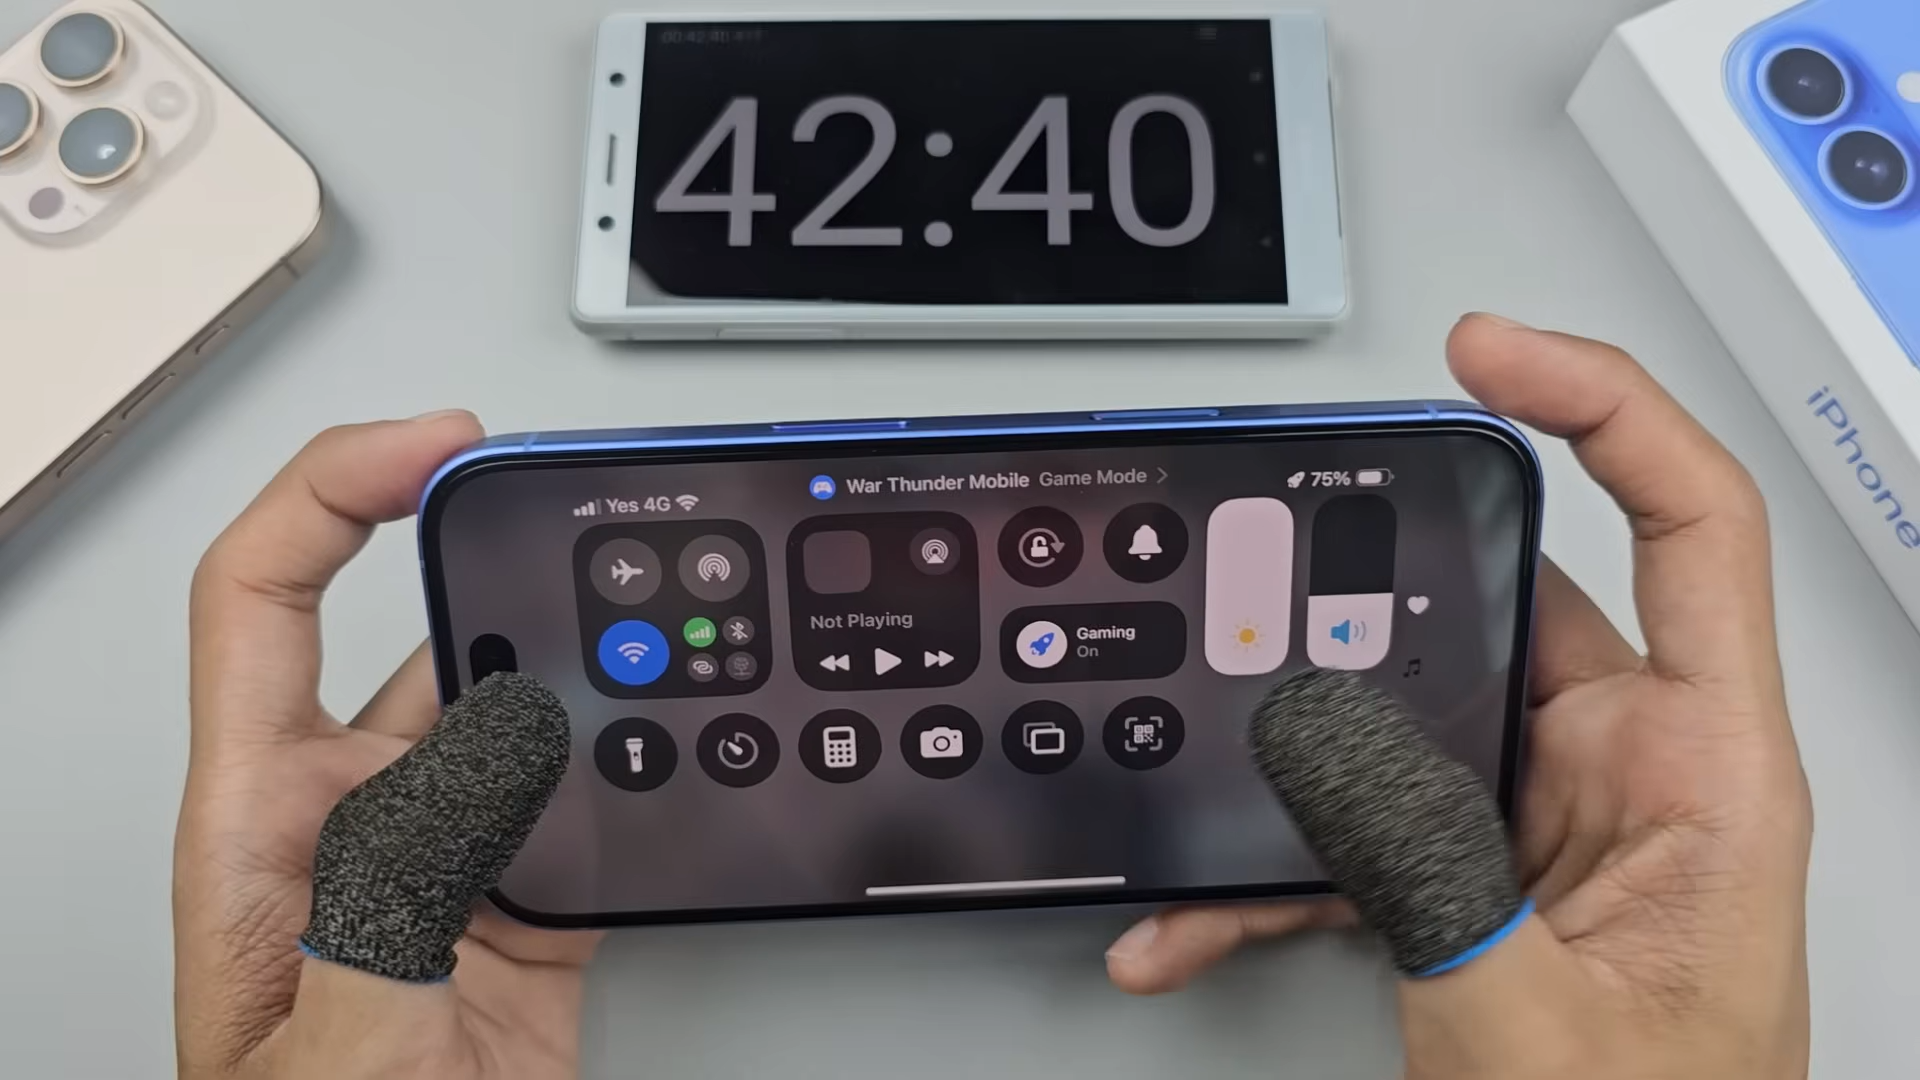 42:40
War Thunder Mobile Game Mode
Yes 4G
75%
Not Playing
Gaming
On
iPhone